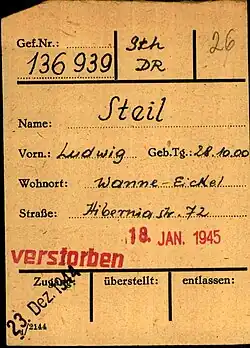 Gef.Nr.: Sth 26
136 939 DR
Name: Steil
Vorn.: Ludwig Geb.Tg.: 28.10.00
Wohnort: Wanne-Eickel
Straße: Hiberniastr. 72
18. JAN. 1945
verstorben
Zugang: überstellt: entlassen:
23. Dez. 1944
2144